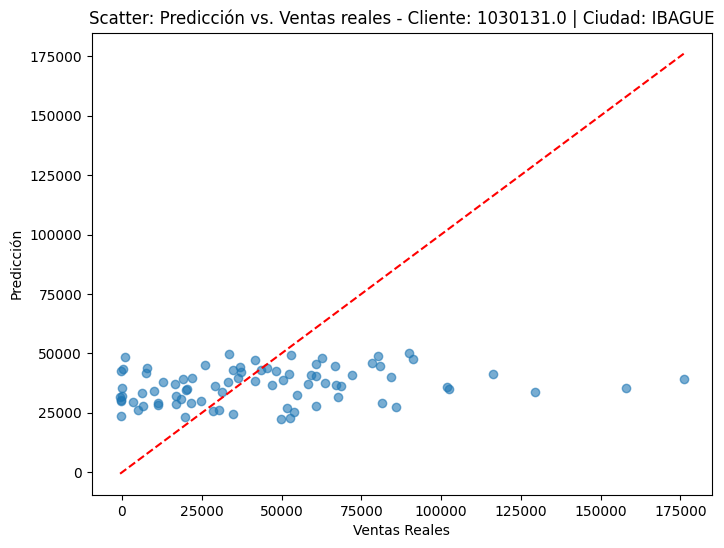 Scatter: Predicción vs. Ventas reales - Cliente: 1030131.0 | Ciudad: IBAGUE
175000
150000
125000
100000
75000
50000
25000
0
Predicción
0 25000 50000 75000 100000 125000 150000 175000
Ventas Reales